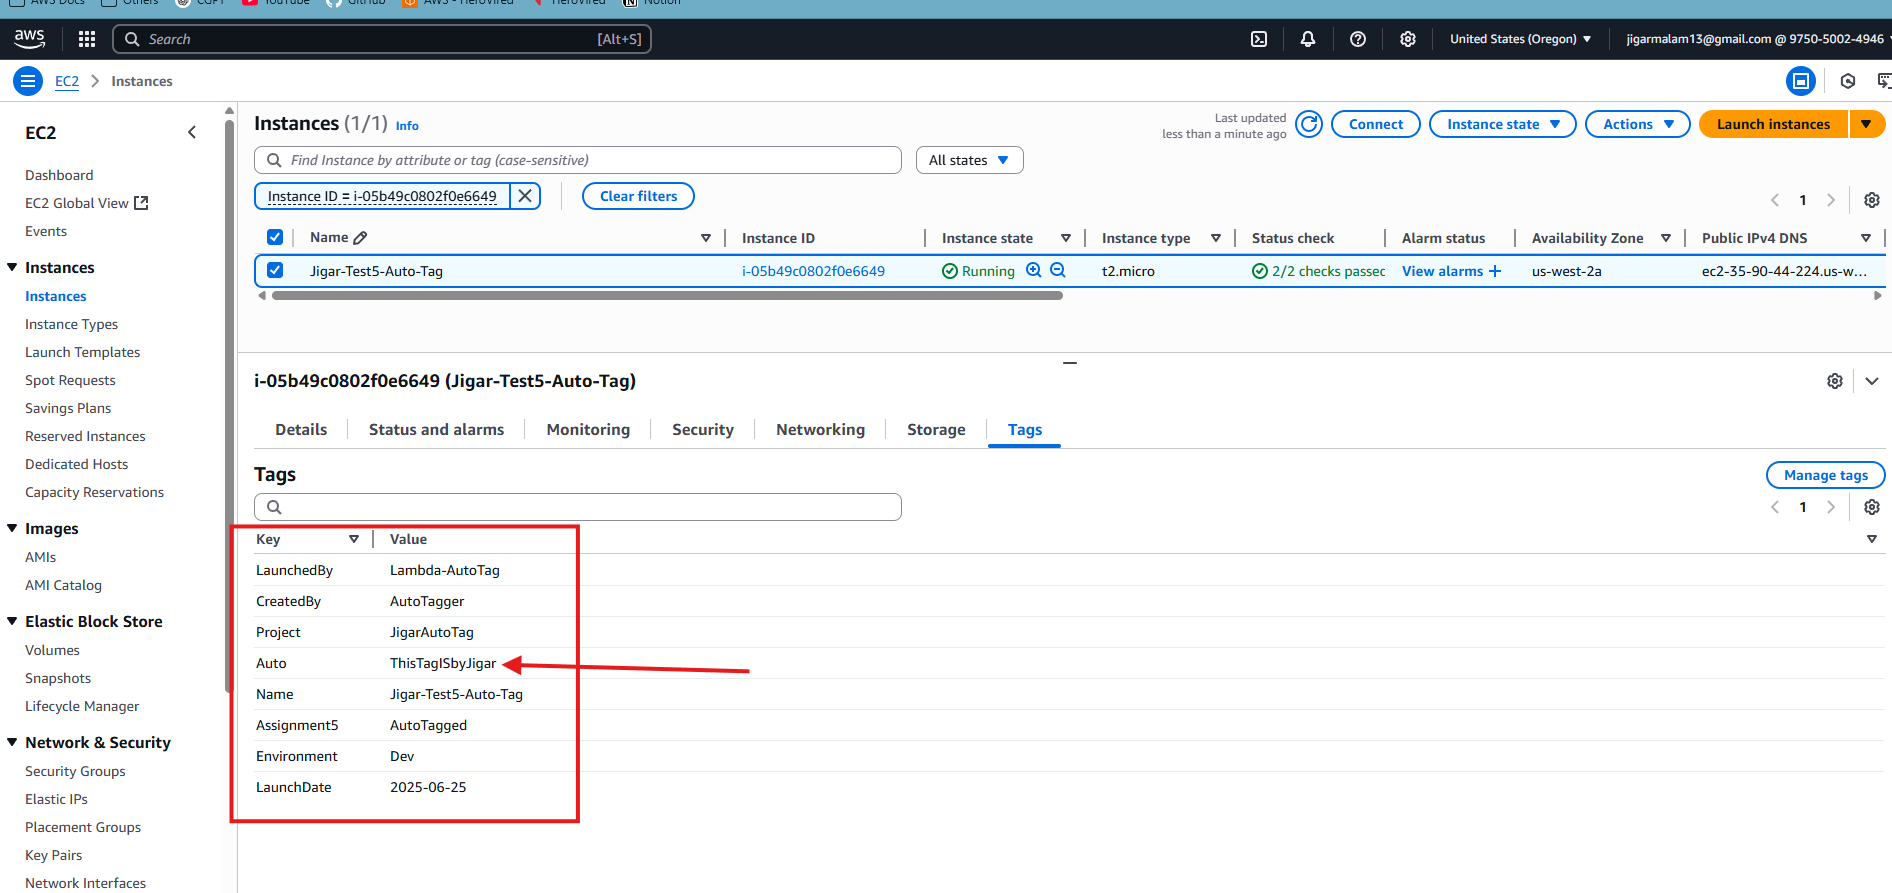 AWS Docs Others CGPT YouTube GitHub AWS - HeroVired HeroVired Notion
aws Search [Alt+S] United States (Oregon) jigarmalam13@gmail.com @ 9750-5002-4946
EC2 Instances
EC2
Dashboard
EC2 Global View
Events
Instances
Instances
Instance Types
Launch Templates
Spot Requests
Savings Plans
Reserved Instances
Dedicated Hosts
Capacity Reservations
Images
AMIs
AMI Catalog
Elastic Block Store
Volumes
Snapshots
Lifecycle Manager
Network & Security
Security Groups
Elastic IPs
Placement Groups
Key Pairs
Network Interfaces
Instances (1/1) Info
Last updated
less than a minute ago
Connect Instance state Actions Launch instances
Find Instance by attribute or tag (case-sensitive) All states
Instance ID = i-05b49c0802f0e6649 Clear filters 1
Name Instance ID Instance state Instance type Status check Alarm status Availability Zone Public IPv4 DNS
Jigar-Test5-Auto-Tag i-05b49c0802f0e6649 Running t2.micro 2/2 checks passec View alarms + us-west-2a ec2-35-90-44-224.us-w...
i-05b49c0802f0e6649 (Jigar-Test5-Auto-Tag)
Details Status and alarms Monitoring Security Networking Storage Tags
Tags Manage tags
1
Key Value
LaunchedBy Lambda-AutoTag
CreatedBy AutoTagger
Project JigarAutoTag
Auto ThisTagISbyJigar
Name Jigar-Test5-Auto-Tag
Assignment5 AutoTagged
Environment Dev
LaunchDate 2025-06-25